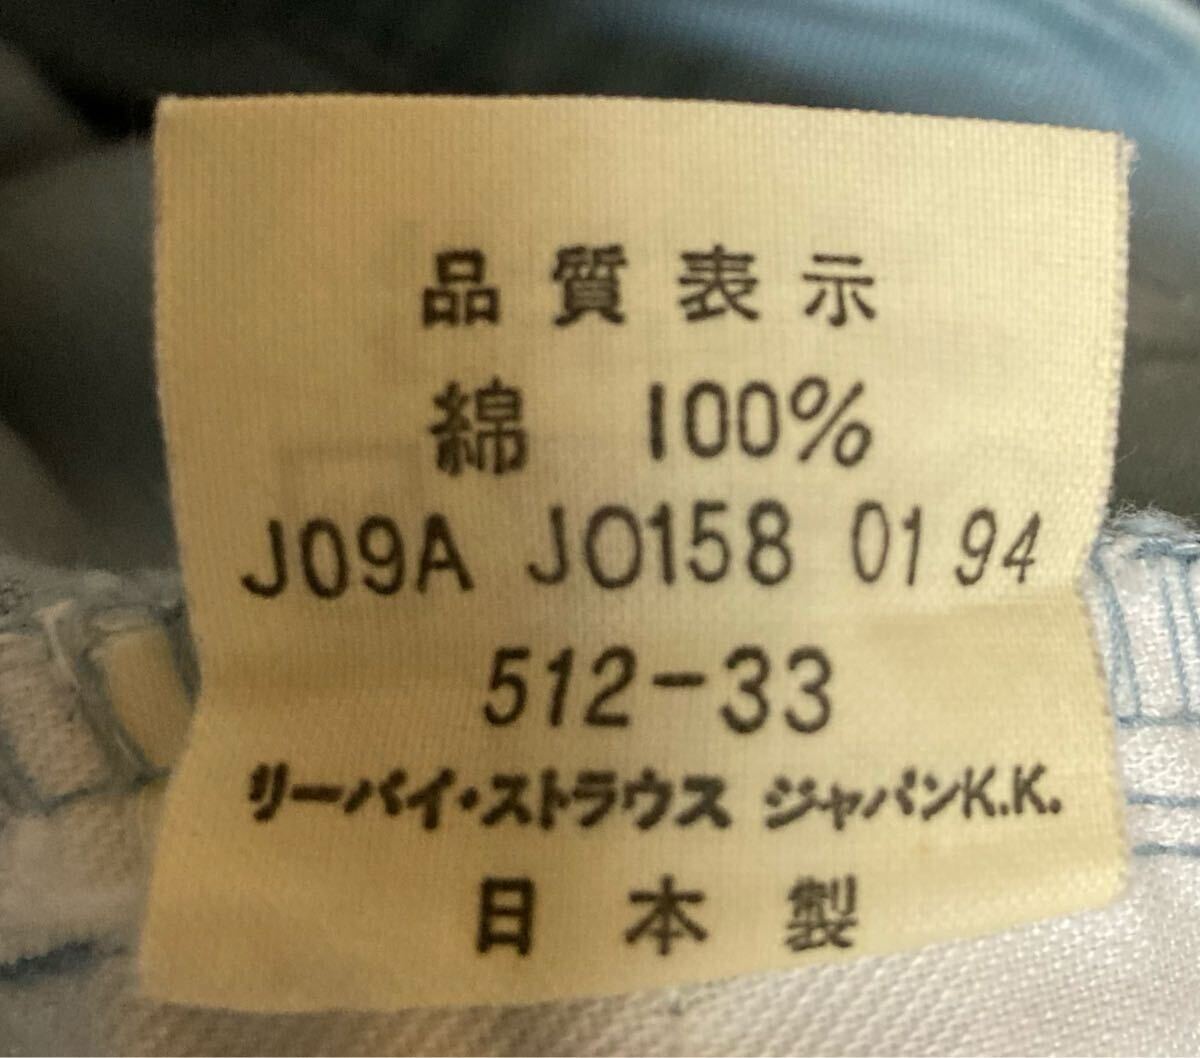 品質表示
綿 100%
J09A JO158 01 94
512-33
リーバイ・ストラウス ジャパンK.K.
日本製